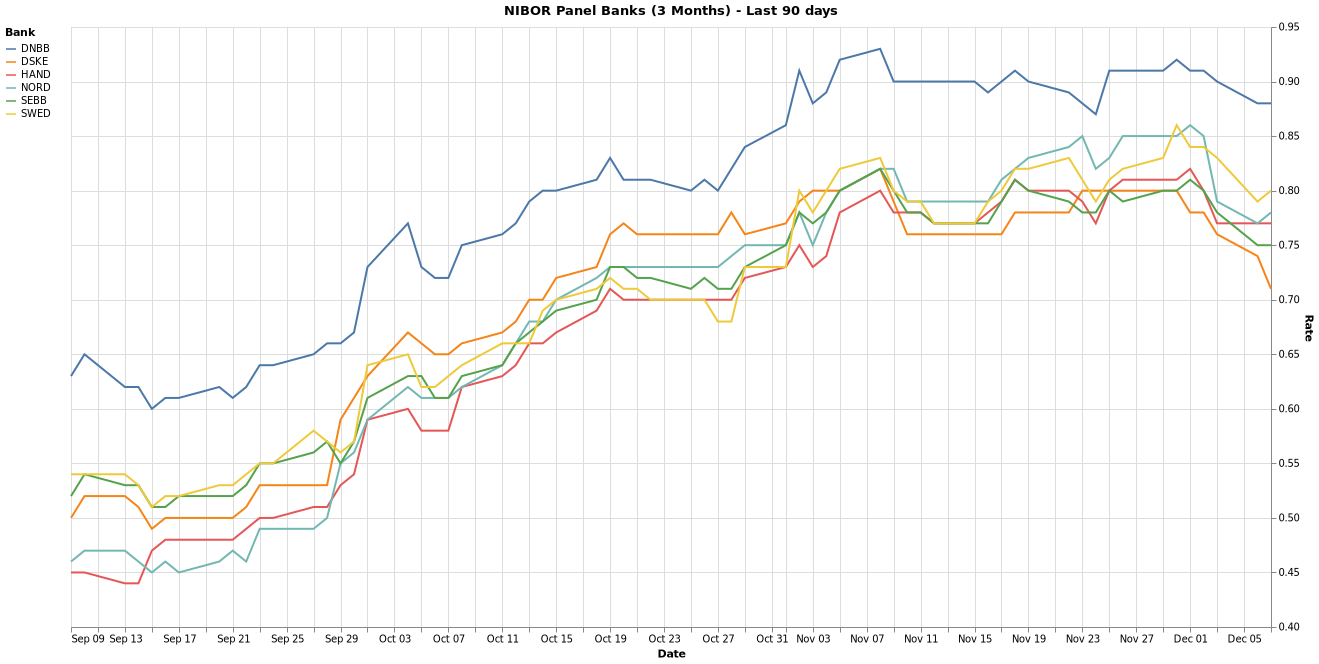 NIBOR Panel Banks (3 Months) - Last 90 days
Bank
DNBB
DSKE
HAND
NORD
SEBB
SWED
0.95
0.90
0.85
0.80
0.75
0.70
0.65
0.60
0.55
0.50
0.45
0.40
Rate
Sep 09 Sep 13 Sep 17 Sep 21 Sep 25 Sep 29 Oct 03 Oct 07 Oct 11 Oct 15 Oct 19 Oct 23 Oct 27 Oct 31 Nov 03 Nov 07 Nov 11 Nov 15 Nov 19 Nov 23 Nov 27 Dec 01 Dec 05
Date